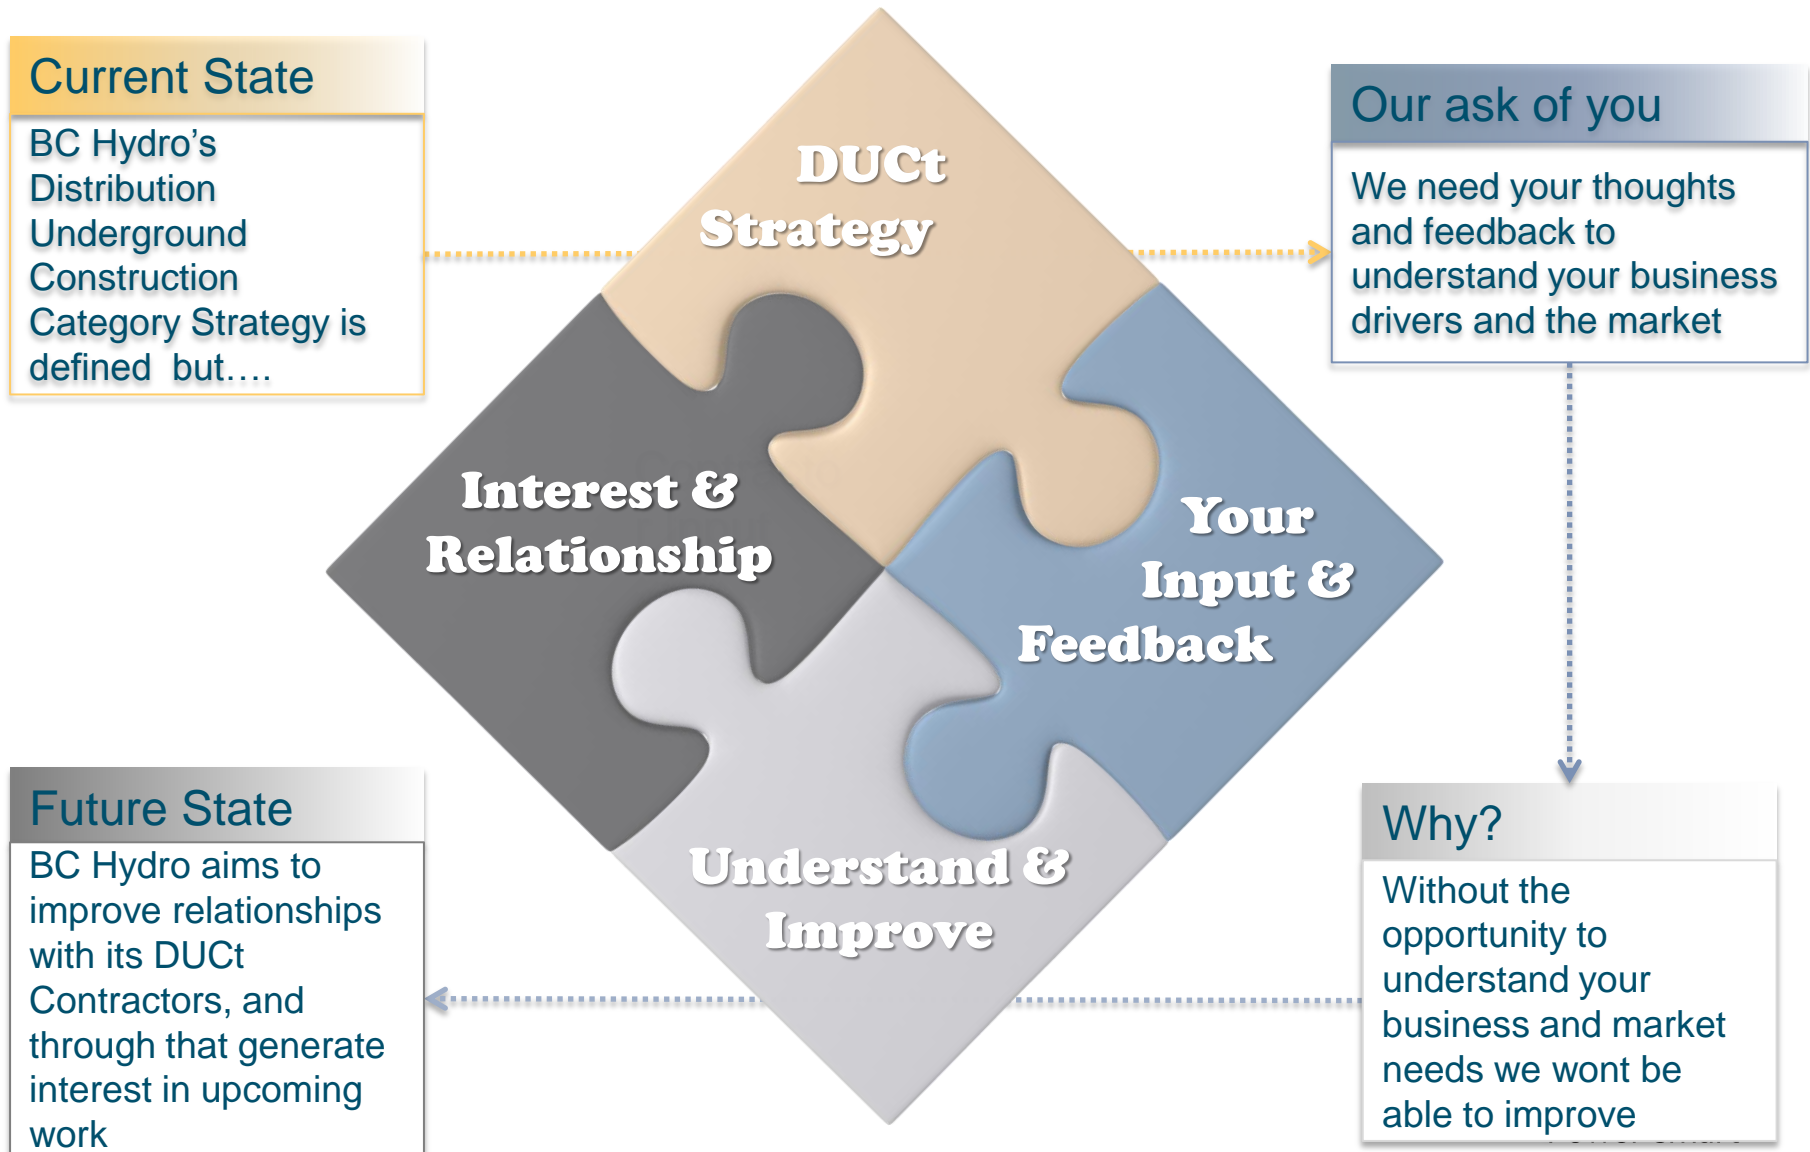 Current State
BC Hydro’s
Distribution
Underground
Construction
Category Strategy is
defined but….
DUCt
Strategy
Our ask of you
We need your thoughts
and feedback to
understand your business
drivers and the market
Interest &
Relationship
Your
Input &
Feedback
Understand &
Improve
Future State
BC Hydro aims to
improve relationships
with its DUCt
Contractors, and
through that generate
interest in upcoming
work
Why?
Without the
opportunity to
understand your
business and market
needs we wont be
able to improve